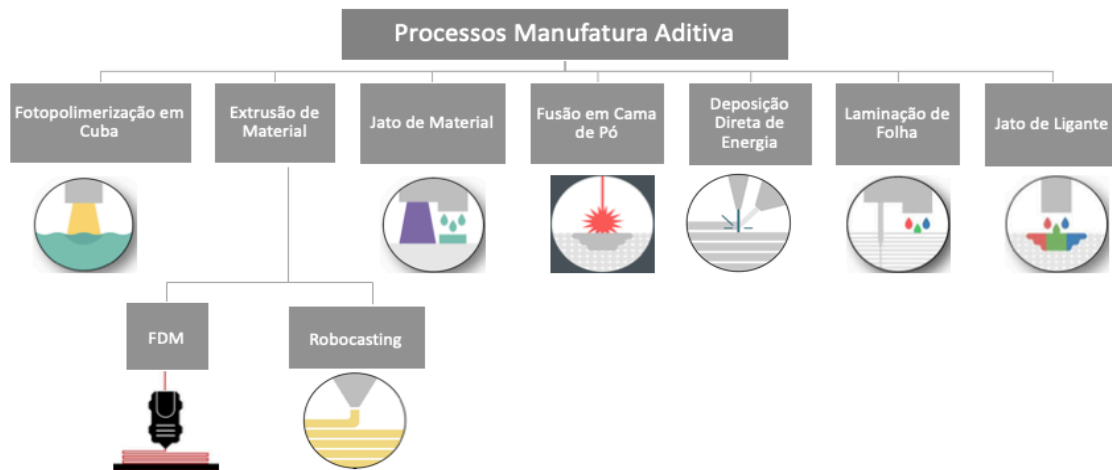 Processos Manufatura Aditiva
Fotopolimerização em
Cuba
Extrusão de
Material
Jato de Material
Fusão em Cama
de Pó
Deposição
Direta de
Energia
Laminação de
Folha
Jato de Ligante
FDM
Robocasting